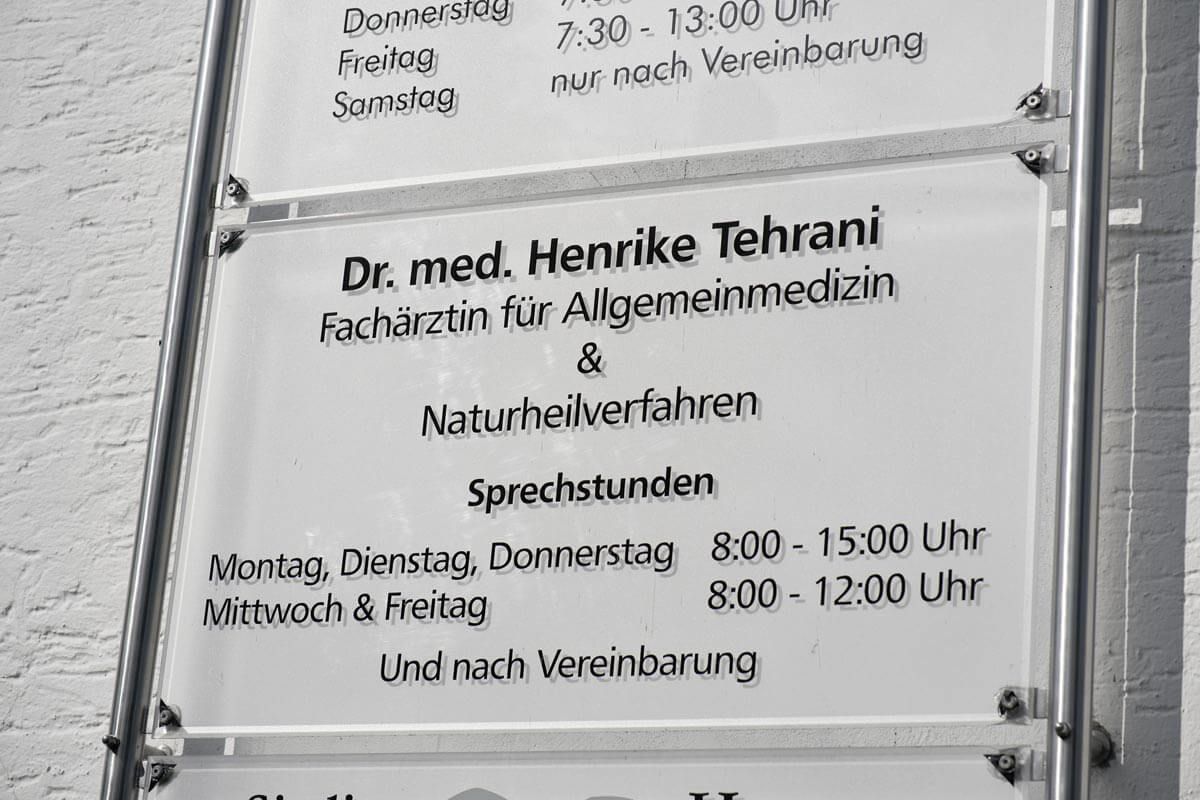 Donnerstag
Freitag 7:30 - 13:00 Uhr
Samstag nur nach Vereinbarung
Dr. med. Henrike Tehrani
Fachärztin für Allgemeinmedizin
&
Naturheilverfahren
Sprechstunden
Montag, Dienstag, Donnerstag 8:00 - 15:00 Uhr
Mittwoch & Freitag 8:00 - 12:00 Uhr
Und nach Vereinbarung